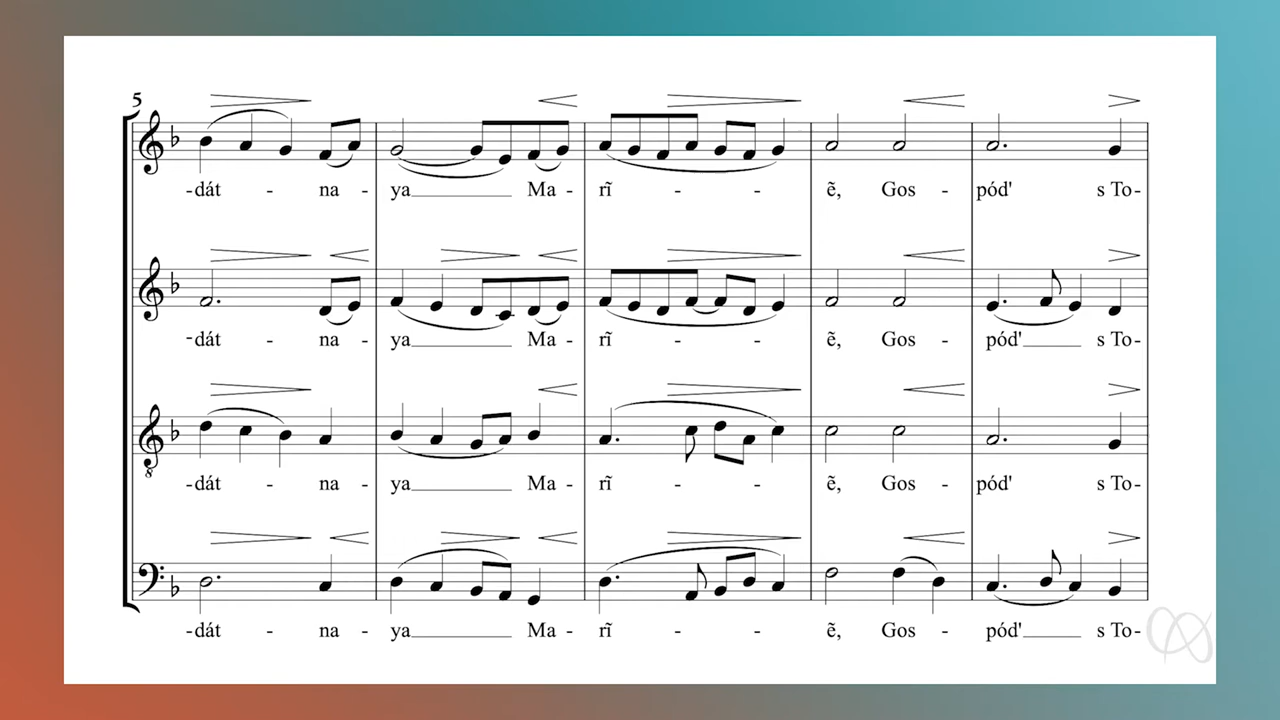 5
-dát - na - ya Ma - rĩ - - ẽ, Gos - pód' s To-
-dát - na - ya Ma - rĩ - - ẽ, Gos - pód' s To-
8
-dát - na - ya Ma - rĩ - - ẽ, Gos - pód' s To-
-dát - na - ya Ma - rĩ - - ẽ, Gos - pód' s To-